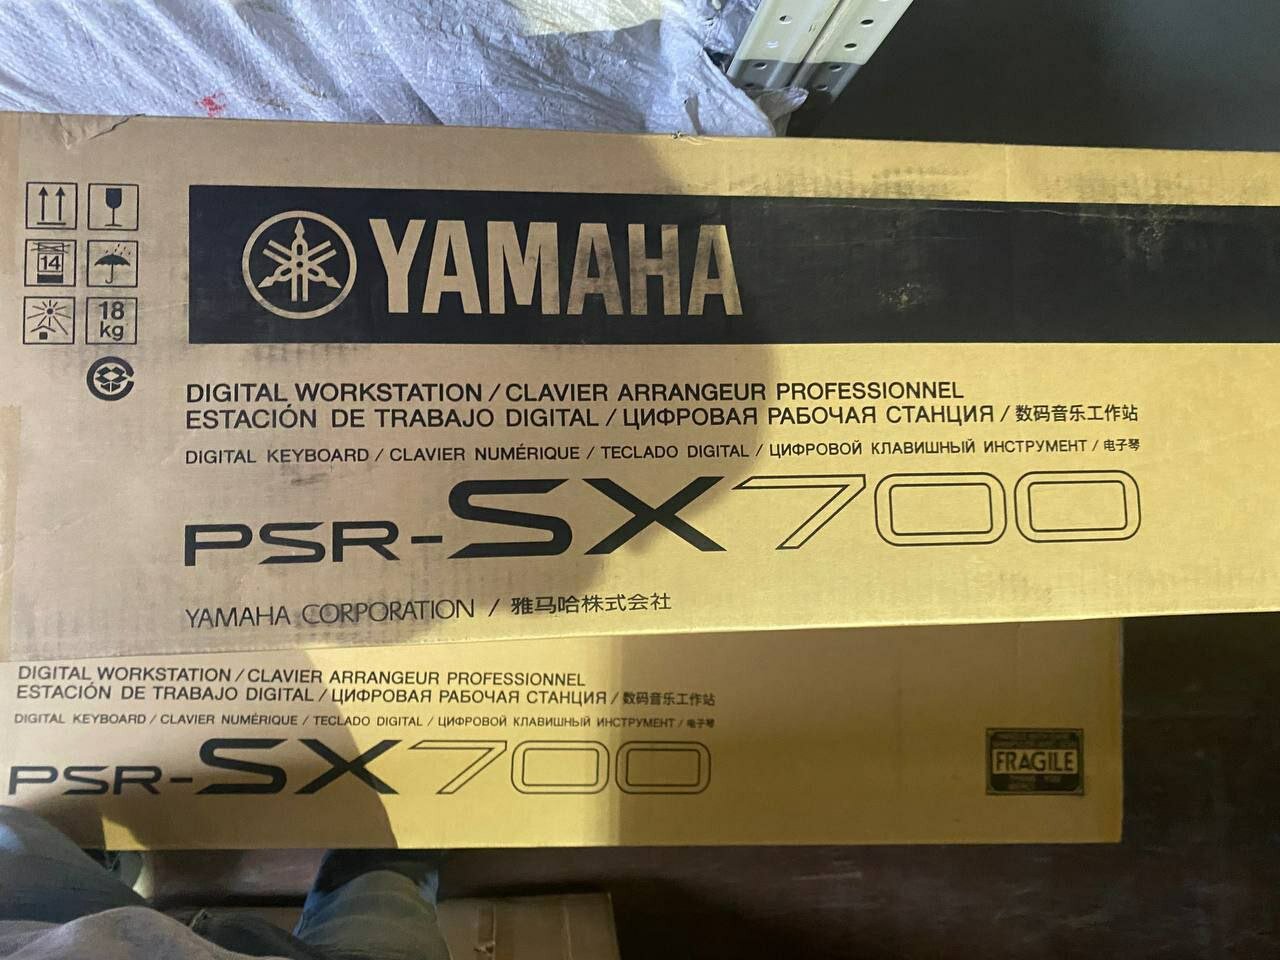 14
18
kg
YAMAHA
DIGITAL WORKSTATION / CLAVIER ARRANGEUR PROFESSIONNEL
ESTACIÓN DE TRABAJO DIGITAL / ЦИФРОВАЯ РАБОЧАЯ СТАНЦИЯ / 数码音乐工作站
DIGITAL KEYBOARD / CLAVIER NUMÉRIQUE / TECLADO DIGITAL / ЦИФРОВОЙ КЛАВИШНЫЙ ИНСТРУМЕНТ / 电子琴
PSR-SX700
YAMAHA CORPORATION / 雅马哈株式会社
DIGITAL WORKSTATION / CLAVIER ARRANGEUR PROFESSIONNEL
ESTACIÓN DE TRABAJO DIGITAL / ЦИФРОВАЯ РАБОЧАЯ СТАНЦИЯ / 数码音乐工作站
DIGITAL KEYBOARD / CLAVIER NUMÉRIQUE / TECLADO DIGITAL / ЦИФРОВОЙ КЛАВИШНЫЙ ИНСТРУМЕНТ / 电子琴
PSR-SX700
FRAGILE